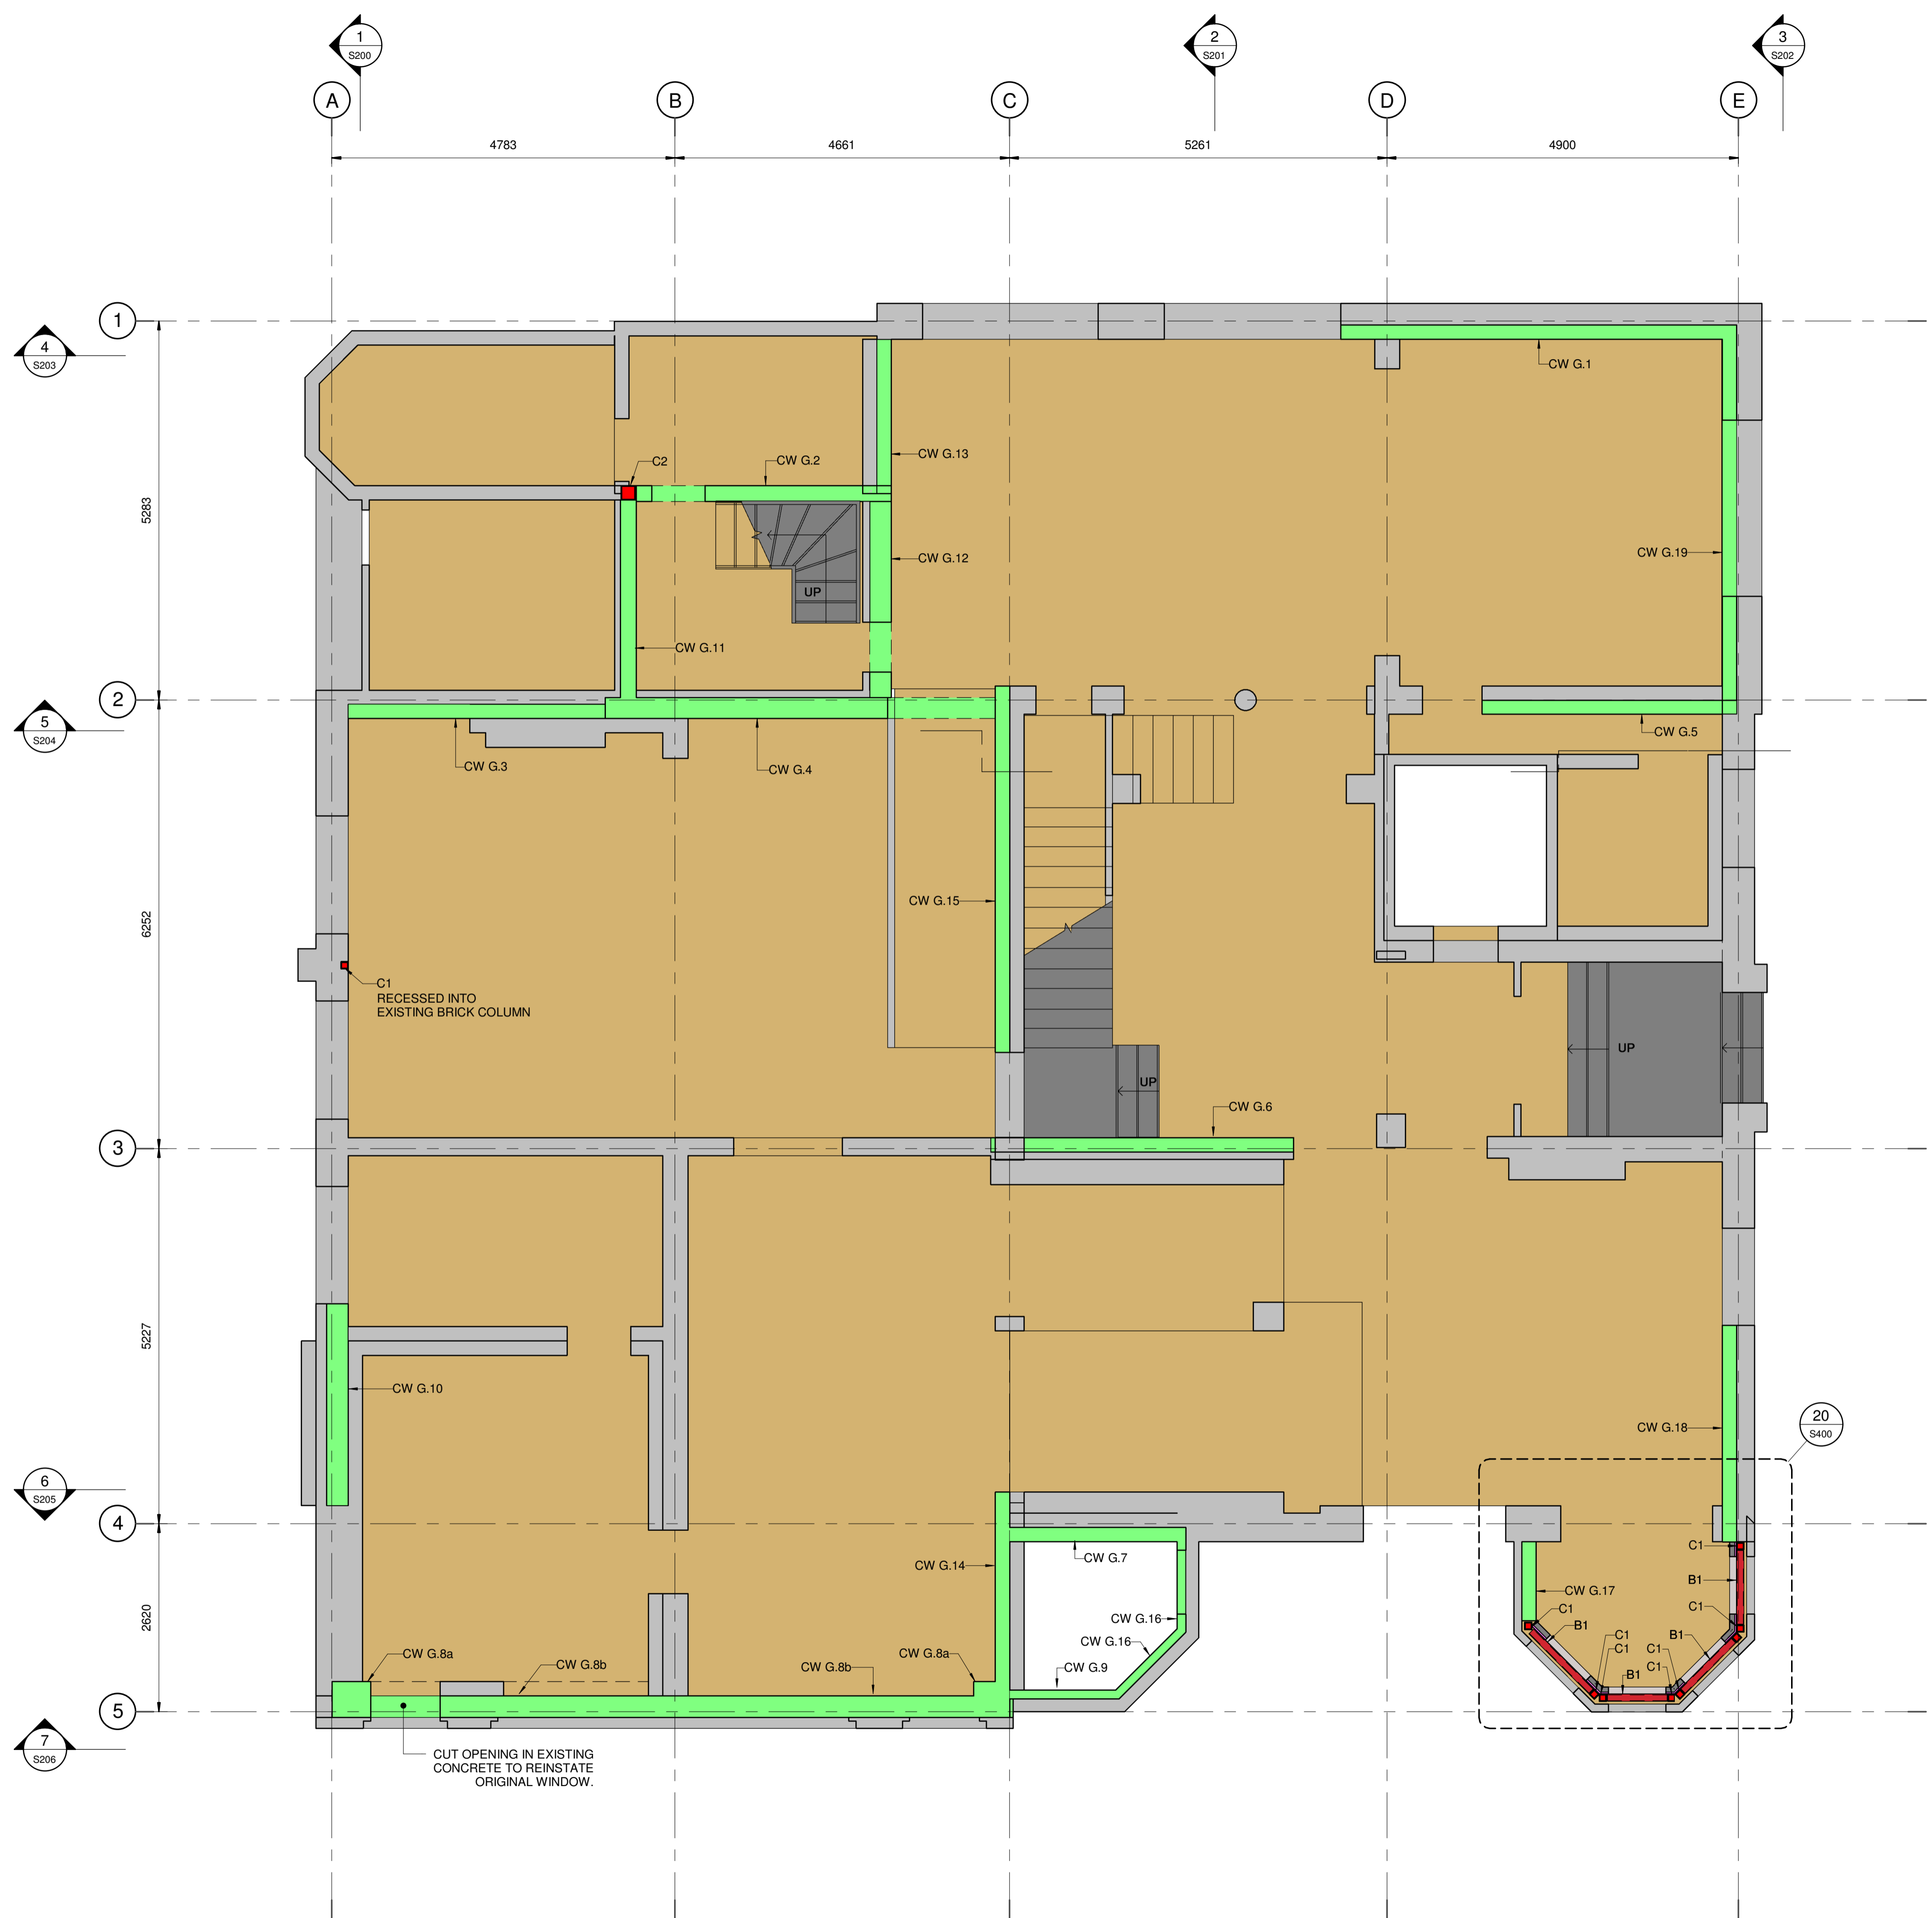 1
S200
2
S201
3
S202
A
B
C
D
E
4783
4661
5261
4900
1
4
S203
CW G.1
C2
CW G.2
CW G.13
5283
CW G.19
CW G.12
UP
CW G.11
2
5
S204
CW G.5
CW G.3
CW G.4
CW G.15
6252
C1
RECESSED INTO
EXISTING BRICK COLUMN
UP
UP
CW G.6
3
5227
CW G.10
20
S400
CW G.18
6
S205
4
C1
CW G.7
CW G.14
B1
CW G.17
2620
CW G.16
C1
C1
B1
CW G.16
C1
B1
C1
C1
C1
CW G.8a
CW G.8a
CW G.8b
CW G.8b
CW G.9
C1
B1
5
7
S206
CUT OPENING IN EXISTING
CONCRETE TO REINSTATE
ORIGINAL WINDOW.